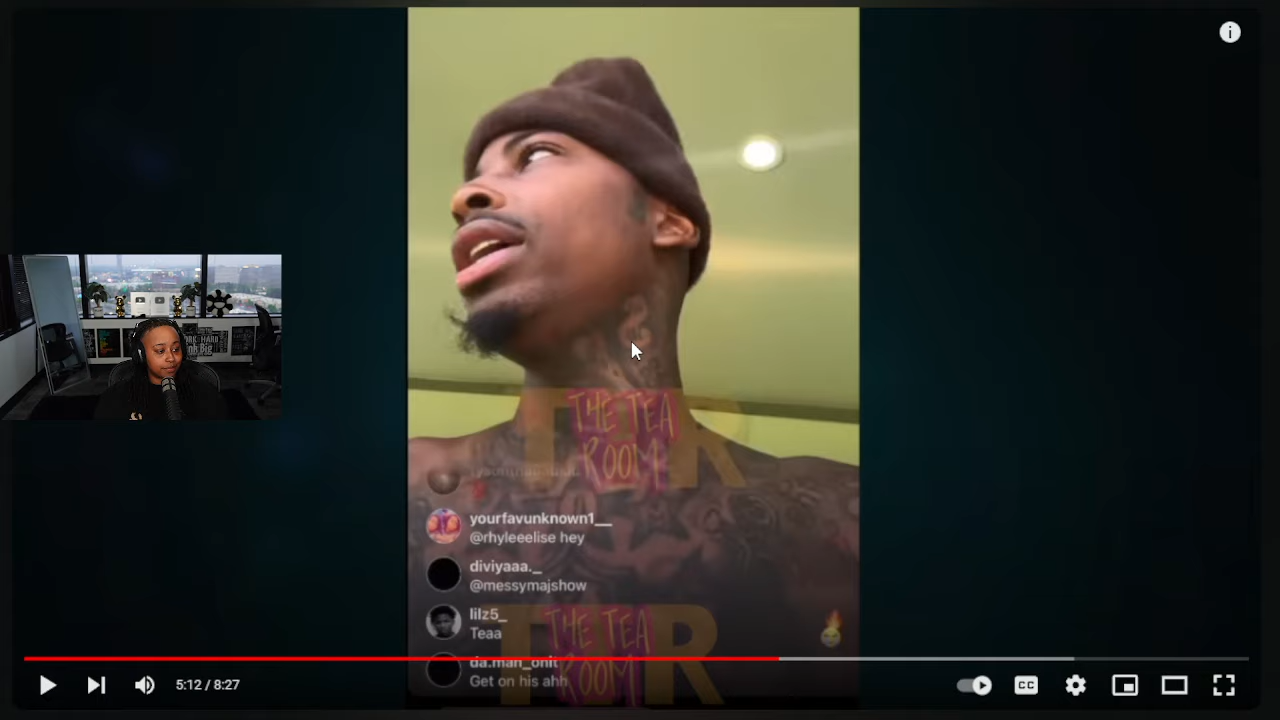 THE TEA
ROOM
yourfavunknown1__
@rhyleeelise hey
diviyaaa._
@messymajshow
lilz5_
Teaa
THE TEA
ROOM
da.man_onit
Get on his ahh
5:12 / 8:27
CC